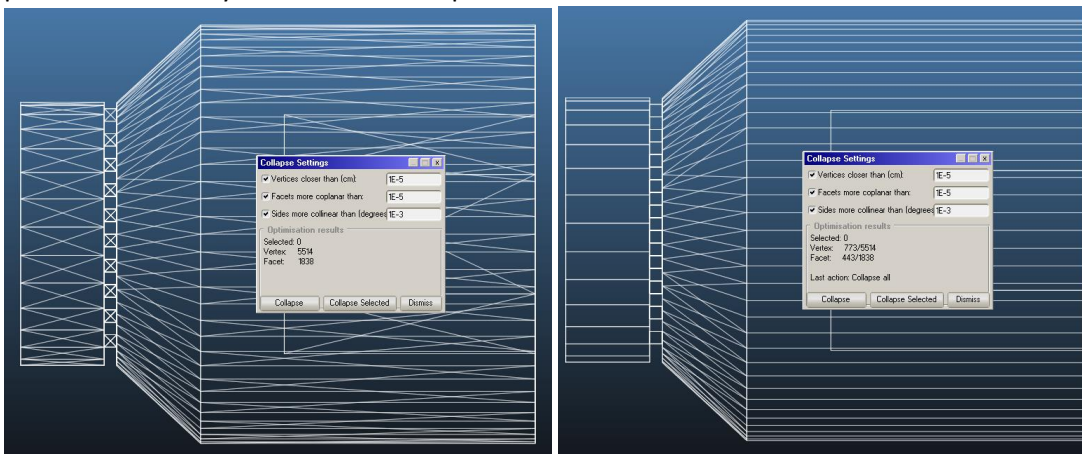 Collapse Settings
Vertices closer than (cm): 1E-5
Facets more coplanar than: 1E-5
Sides more collinear than (degrees 1E-3
Optimisation results
Selected: 0
Vertex: 5514
Facet: 1838
Collapse Collapse Selected Dismiss
Collapse Settings
Vertices closer than (cm): 1E-5
Facets more coplanar than: 1E-5
Sides more collinear than (degrees 1E-3
Optimisation results
Selected: 0
Vertex: 773/5514
Facet: 443/1838
Last action: Collapse all
Collapse Collapse Selected Dismiss